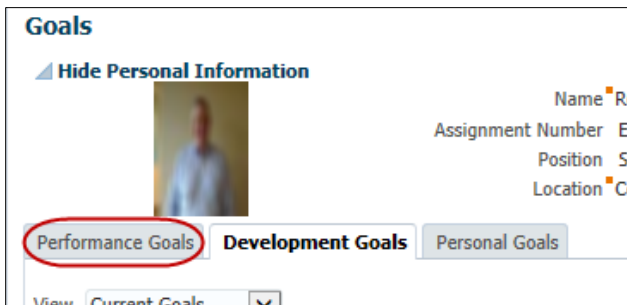 Goals
Hide Personal Information
Name R
Assignment Number E
Position S
Location C
Performance Goals Development Goals Personal Goals
View Current Goals